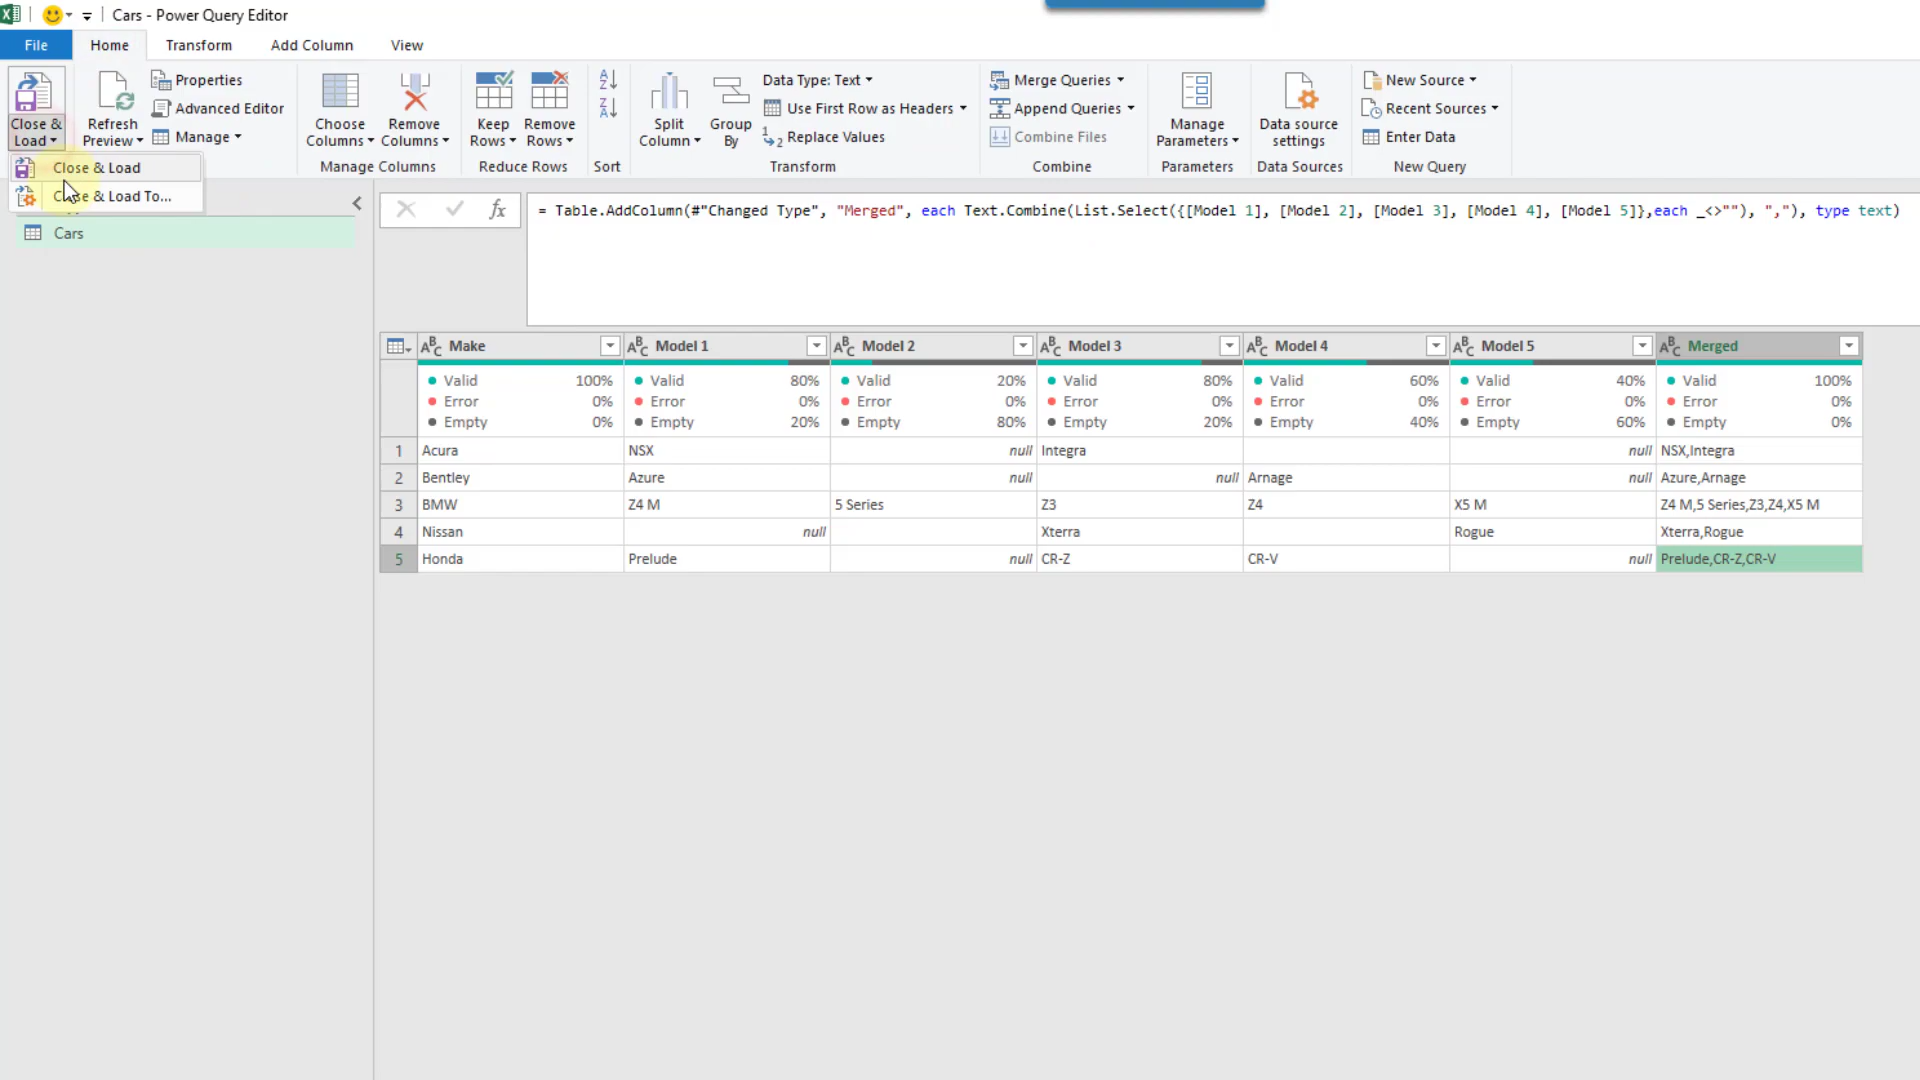 Cars - Power Query Editor
File Home Transform Add Column View
Close & Load
Refresh Preview
Properties
Advanced Editor
Manage
Choose Columns
Remove Columns
Manage Columns
Keep Rows
Remove Rows
Reduce Rows
Sort
Split Column
Group By
Data Type: Text
Use First Row as Headers
Replace Values
Transform
Merge Queries
Append Queries
Combine Files
Combine
Manage Parameters
Parameters
Data source settings
Data Sources
New Source
Recent Sources
Enter Data
New Query
Close & Load
Close & Load To...
Cars
= Table.AddColumn(#"Changed Type", "Merged", each Text.Combine(List.Select({[Model 1], [Model 2], [Model 3], [Model 4], [Model 5]},each _<>""), ","), type text)
Make Model 1 Model 2 Model 3 Model 4 Model 5 Merged
Valid 100% Valid 80% Valid 20% Valid 80% Valid 60% Valid 40% Valid 100%
Error 0% Error 0% Error 0% Error 0% Error 0% Error 0% Error 0%
Empty 0% Empty 20% Empty 80% Empty 20% Empty 40% Empty 60% Empty 0%
1 Acura NSX null Integra null NSX,Integra
2 Bentley Azure null null Arnage null Azure,Arnage
3 BMW Z4 M 5 Series Z3 Z4 X5 M Z4 M,5 Series,Z3,Z4,X5 M
4 Nissan null Xterra Rogue Xterra,Rogue
5 Honda Prelude null CR-Z CR-V null Prelude,CR-Z,CR-V